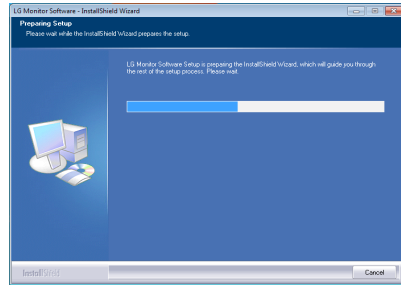 LG Monitor Software - InstallShield Wizard
Preparing Setup
Please wait while the InstallShield Wizard prepares the setup.
LG Monitor Software Setup is preparing the InstallShield Wizard, which will guide you through
the rest of the setup process. Please wait.
InstallShield
Cancel